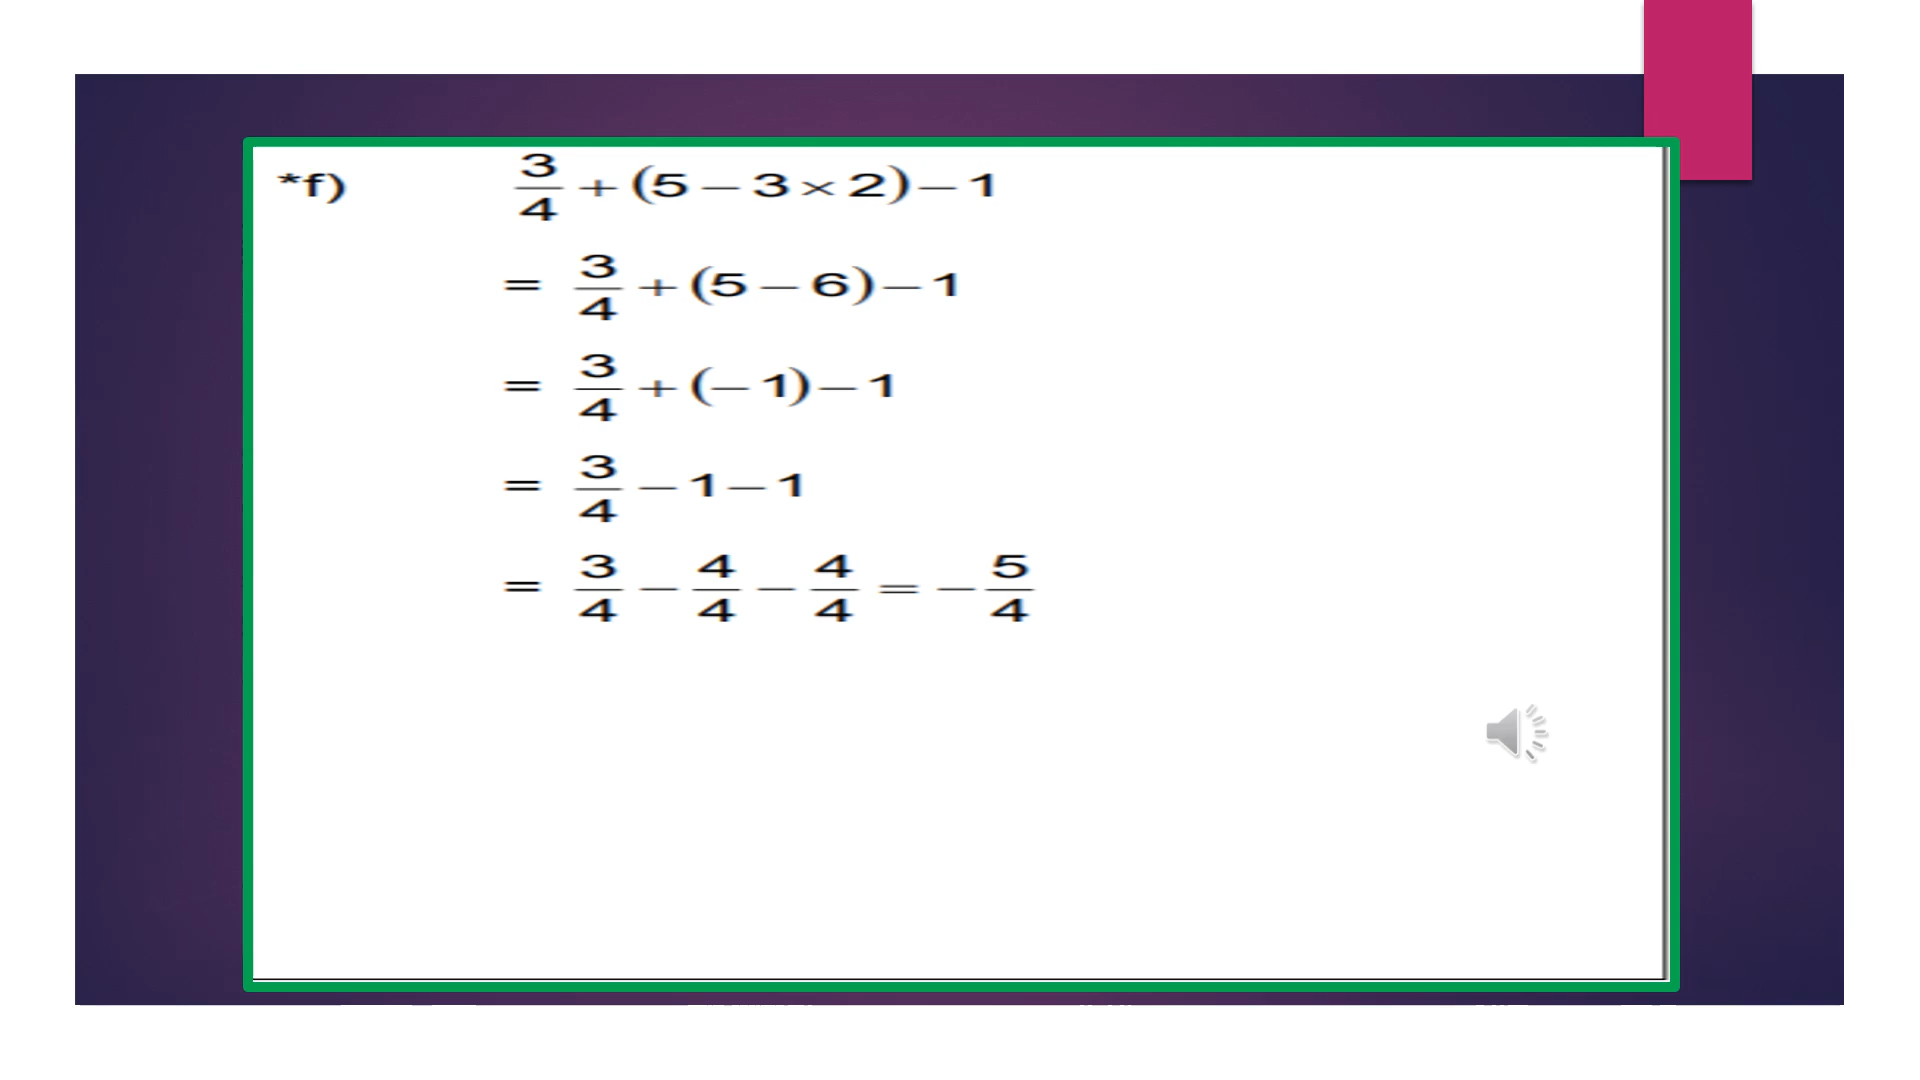 *f) 3/4 + (5 − 3 × 2) − 1
= 3/4 + (5 − 6) − 1
= 3/4 + (− 1) − 1
= 3/4 − 1 − 1
= 3/4 − 4/4 − 4/4 = − 5/4